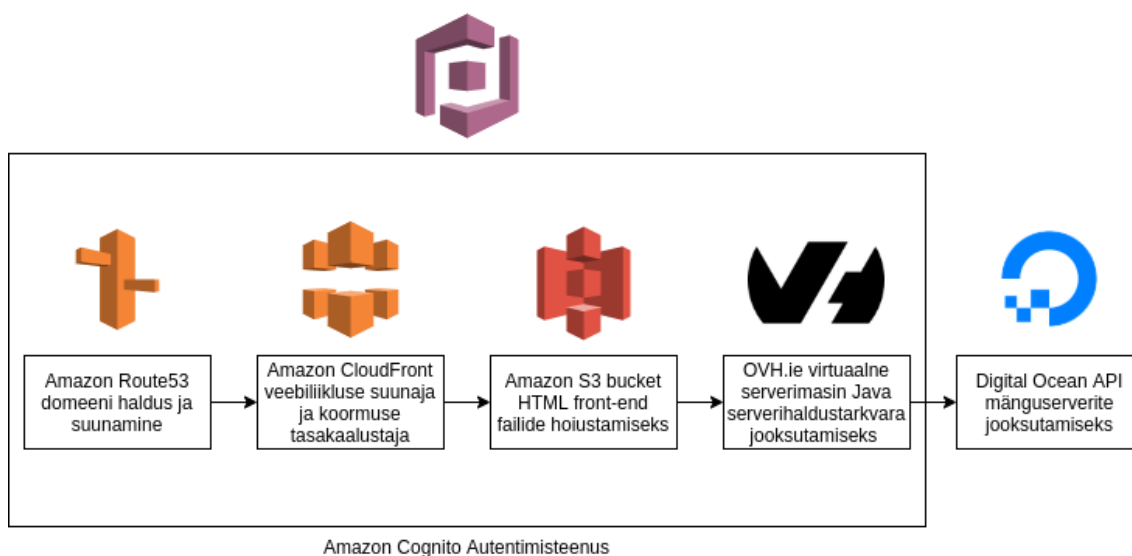 Amazon Route53
domeeni haldus ja
suunamine
Amazon CloudFront
veebiliikluse suunaja
ja koormuse
tasakaalustaja
Amazon S3 bucket
HTML front-end
failide hoiustamiseks
OVH.ie virtuaalne
serverimasin Java
serverihaldustarkvara
jooksutamiseks
Digital Ocean API
mänguserverite
jooksutamiseks
Amazon Cognito Autentimisteenus